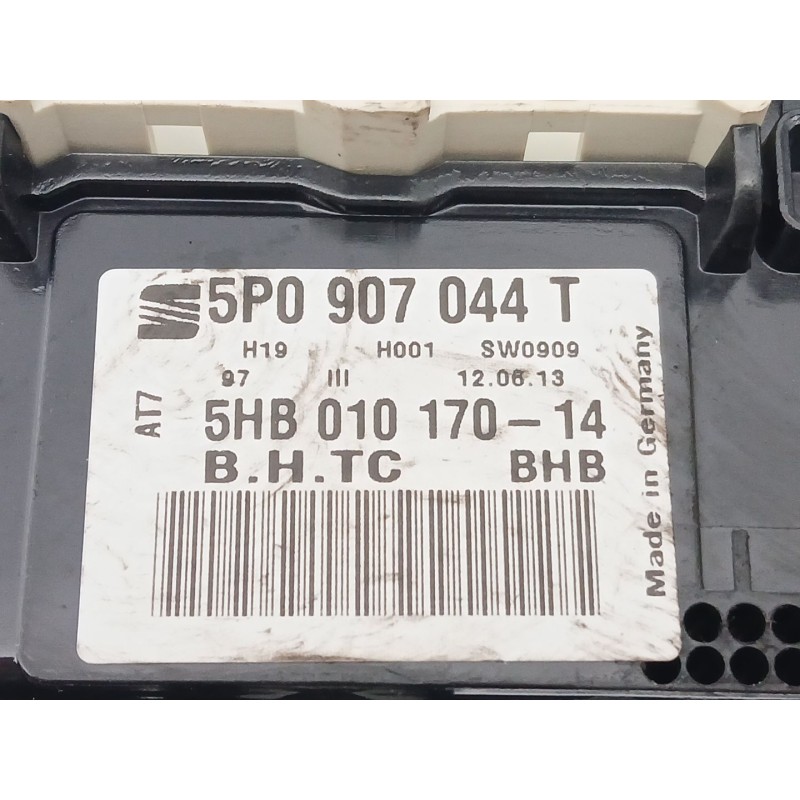 5P0 907 044 T
H19 H001 SW0909
97 III 12.06.13
AT7
5HB 010 170-14
B.H.TC BHB
Made in Germany